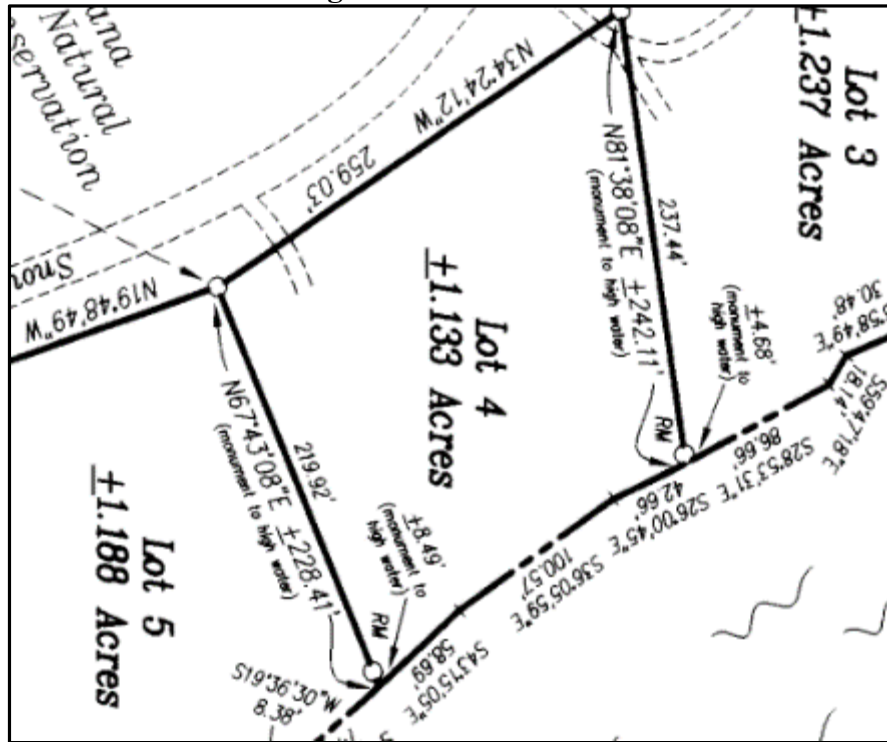 ana
Natural
servation
Snow
N34°24'12"W
259.03'
N19°48'49"W
Lot 3
±1.237 Acres
N81°38'08"E ±242.11'
(monument to high water)
237.44'
±4.68'
(monument to
high water)
RM
Lot 4
±1.133 Acres
N67°43'08"E ±228.41'
(monument to high water)
219.92'
±8.49'
(monument to
high water)
RM
Lot 5
±1.188 Acres
S19°36'30"W
8.38'
°58'49"E
30.48'
S59°47'18"E
18.14'
S28°53'31"E
86.66'
S26°00'45"E
42.66'
S36°05'59"E
100.57'
S43°15'05"E
58.69'